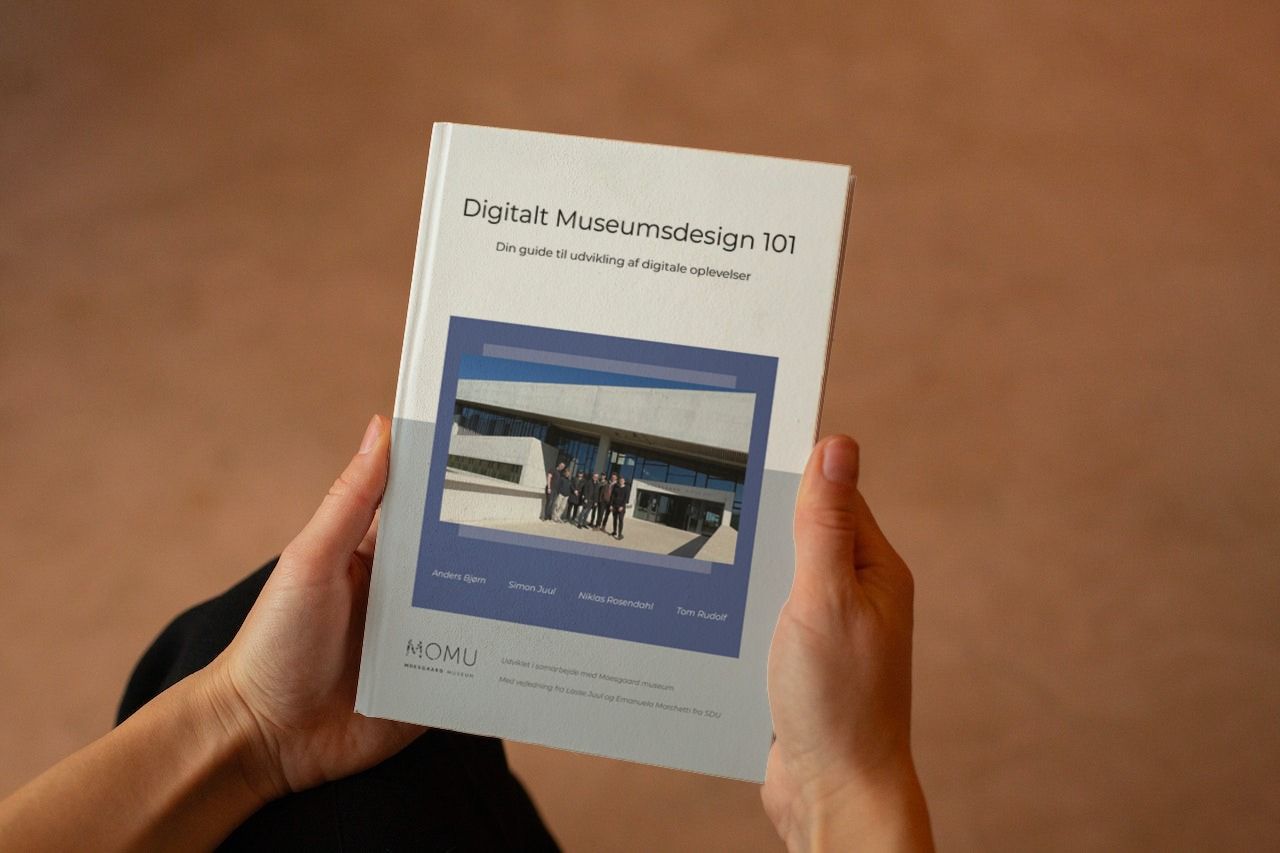 Digitalt Museumsdesign 101
Din guide til udvikling af digitale oplevelser
Anders Bjørn Simon Juul Niklas Rosendahl Tom Rudolf
MOMU
MOESGAARD MUSEUM
Udviklet i samarbejde med Moesgaard museum
Med vejledning fra Lasse Juul og Emanuela Marchetti fra SDU